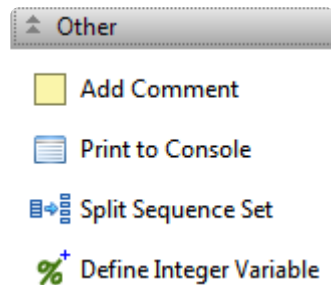 Other
Add Comment
Print to Console
Split Sequence Set
Define Integer Variable